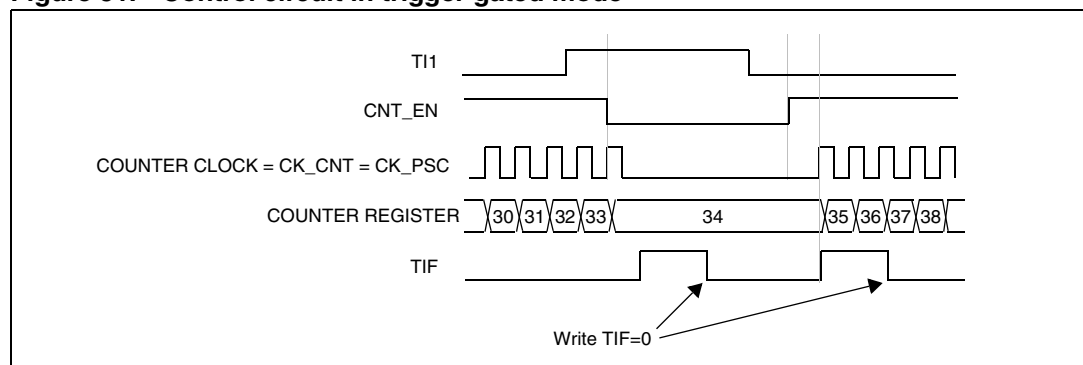 Figure 51. Control circuit in trigger gated mode
TI1
CNT_EN
COUNTER CLOCK = CK_CNT = CK_PSC
COUNTER REGISTER 30 31 32 33 34 35 36 37 38
TIF
Write TIF=0